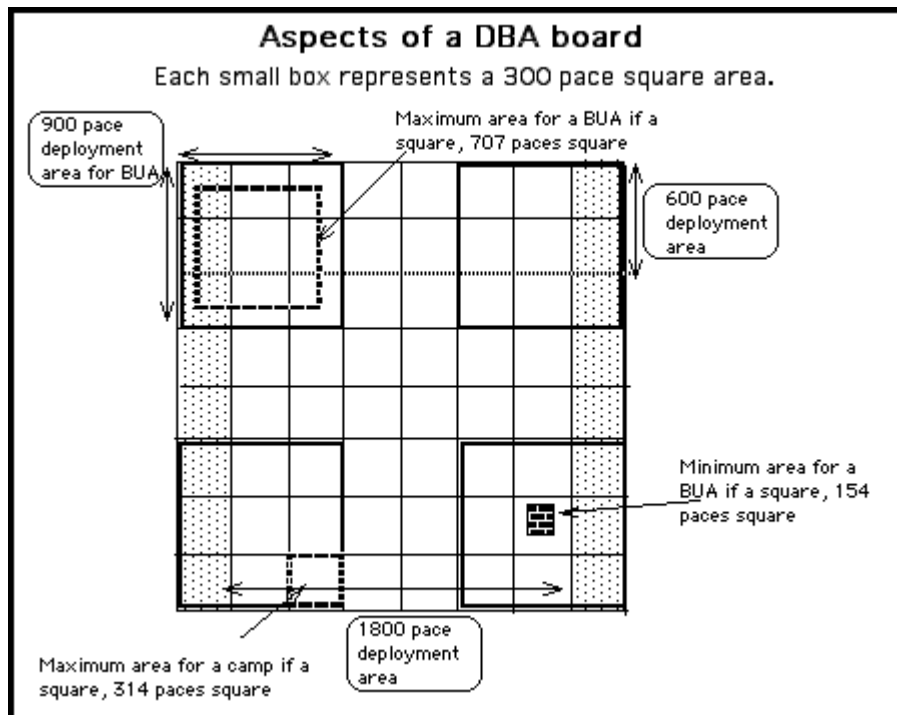 Aspects of a DBA board
Each small box represents a 300 pace square area.
900 pace
deployment
area for BUA
Maximum area for a BUA if a
square, 707 paces square
600 pace
deployment
area
Minimum area for a
BUA if a square, 154
paces square
1800 pace
deployment
area
Maximum area for a camp if a
square, 314 paces square